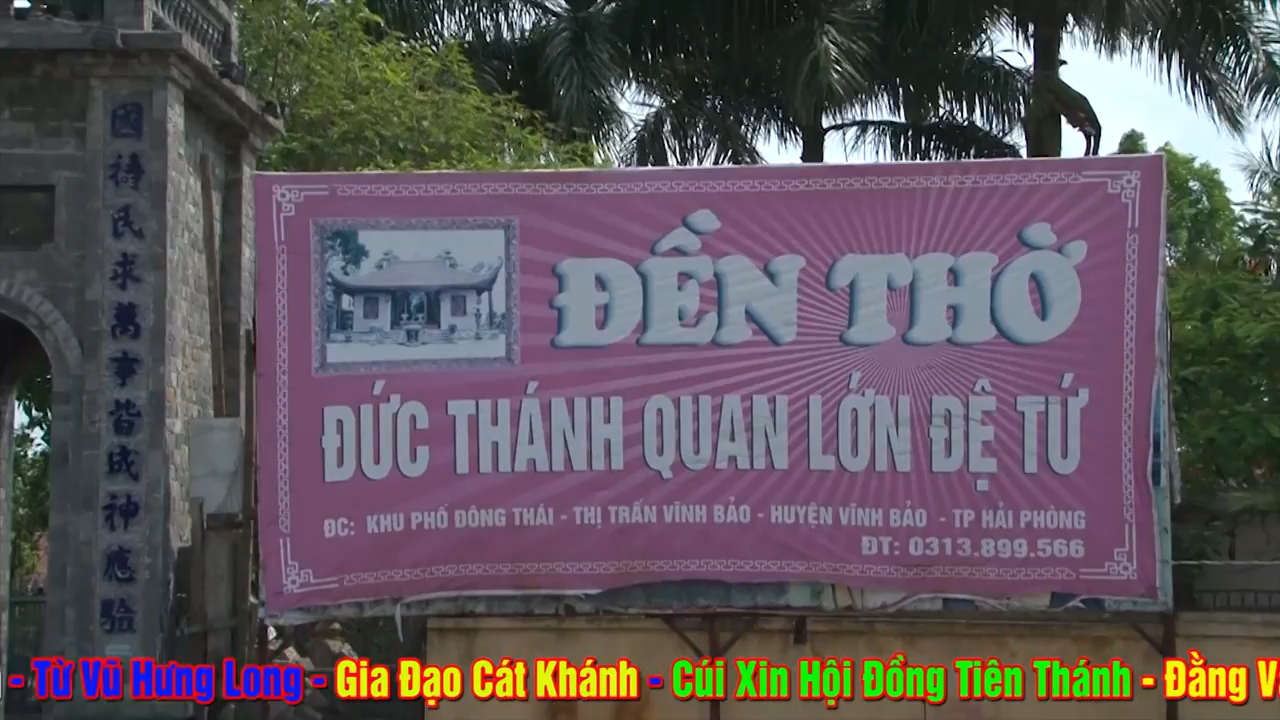 國禱民求萬事皆成神應驗
ĐỀN THỜ
ĐỨC THÁNH QUAN LỚN ĐỆ TỨ
ĐC: KHU PHỐ ĐÔNG THÁI - THỊ TRẤN VĨNH BẢO - HUYỆN VĨNH BẢO - TP HẢI PHÒNG
ĐT: 0313.899.566
- Từ Vũ Hưng Long - Gia Đạo Cát Khánh - Cúi Xin Hội Đồng Tiên Thánh - Đằng